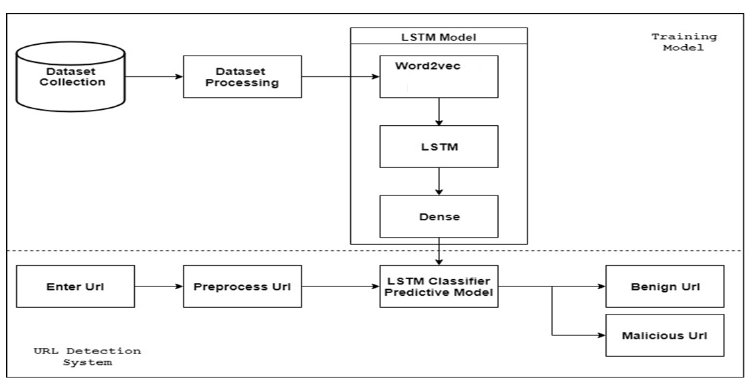 LSTM Model
Training
Model
Dataset
Collection
Dataset
Processing
Word2vec
LSTM
Dense
Enter Url
Preprocess Url
LSTM Classifier
Predictive Model
Benign Url
Malicious Url
URL Detection
System